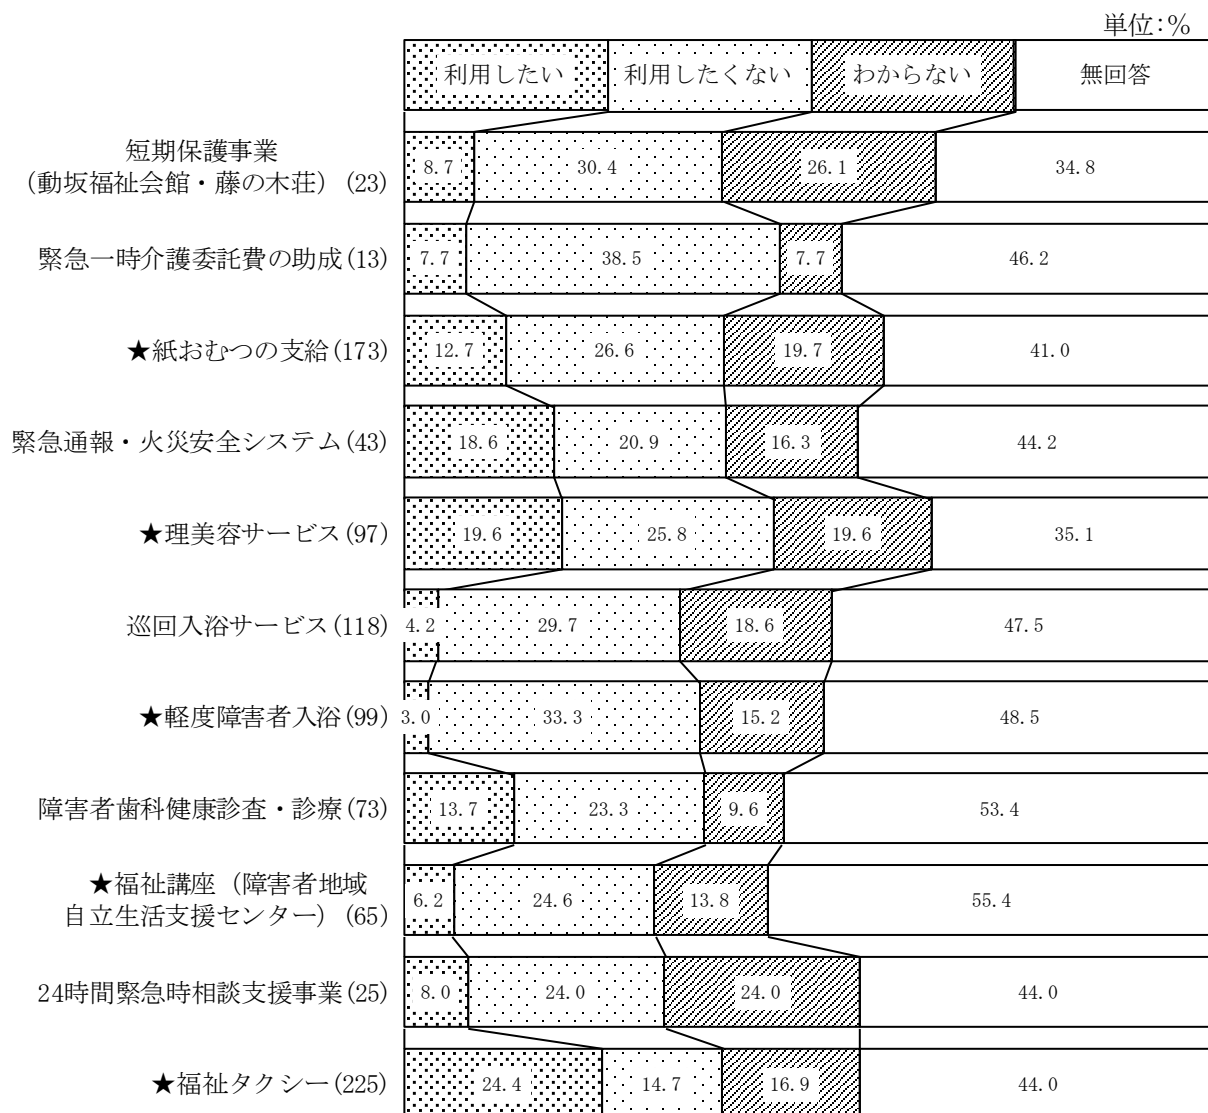 単位:%
利用したい 利用したくない わからない 無回答
短期保護事業
(動坂福祉会館・藤の木荘) (23)
8.7 30.4 26.1 34.8
緊急一時介護委託費の助成(13) 7.7 38.5 7.7 46.2
★紙おむつの支給(173) 12.7 26.6 19.7 41.0
緊急通報・火災安全システム(43) 18.6 20.9 16.3 44.2
★理美容サービス(97) 19.6 25.8 19.6 35.1
巡回入浴サービス(118) 4.2 29.7 18.6 47.5
★軽度障害者入浴(99) 3.0 33.3 15.2 48.5
障害者歯科健康診査・診療(73) 13.7 23.3 9.6 53.4
★福祉講座(障害者地域
自立生活支援センター) (65)
6.2 24.6 13.8 55.4
24時間緊急時相談支援事業(25) 8.0 24.0 24.0 44.0
★福祉タクシー(225) 24.4 14.7 16.9 44.0